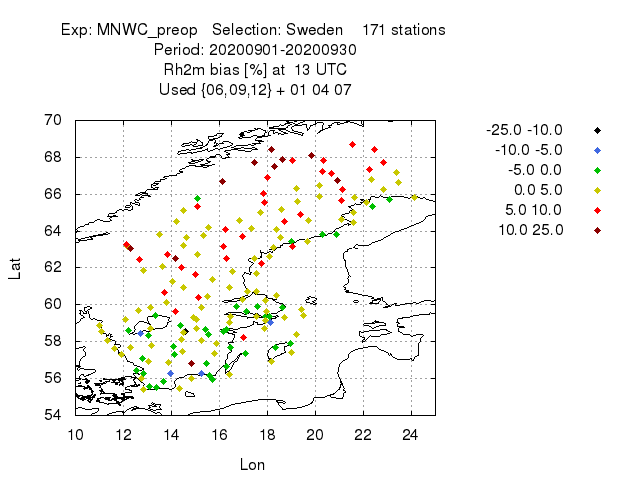 Exp: MNWC_preop   Selection: Sweden    171 stations
Period: 20200901-20200930
Rh2m bias [%] at  13 UTC
Used {06,09,12} + 01 04 07
70
68
66
64
62
60
58
56
54
Lat
10 12 14 16 18 20 22 24
Lon
-25.0 -10.0
-10.0 -5.0
-5.0 0.0
0.0 5.0
5.0 10.0
10.0 25.0